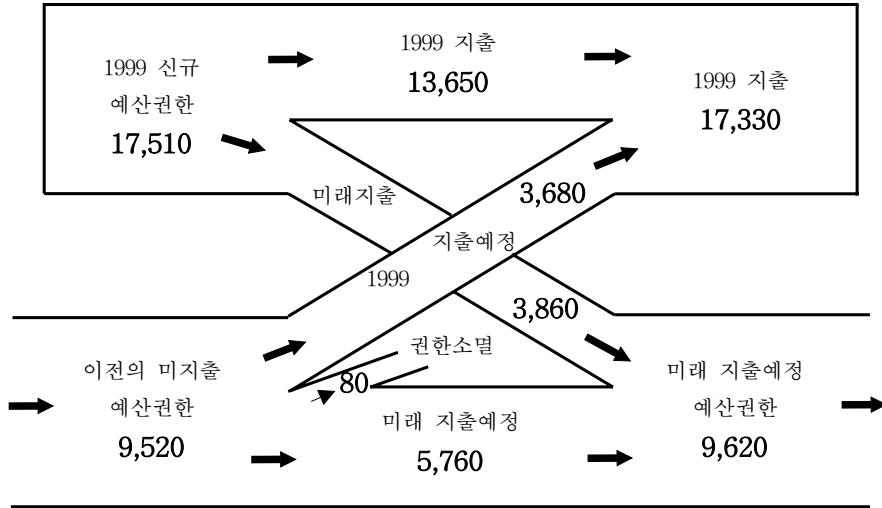 1999 신규
예산권한
17,510
1999 지출
13,650
1999 지출
17,330
미래지출
3,680
지출예정
1999
3,860
권한소멸
80
이전의 미지출
예산권한
9,520
미래 지출예정
5,760
미래 지출예정
예산권한
9,620